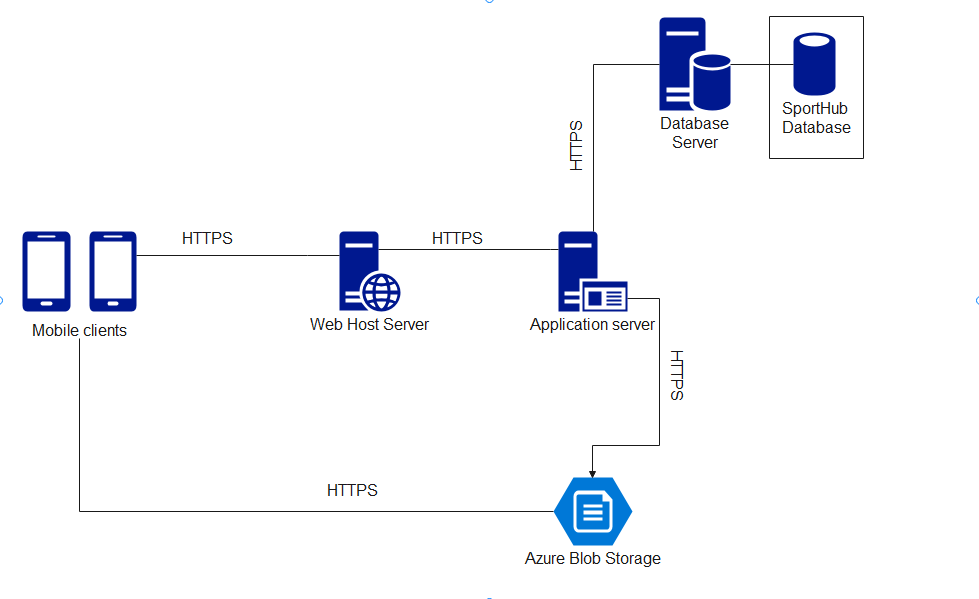 SportHub
Database
Database
Server
HTTPS
HTTPS
HTTPS
Mobile clients
Web Host Server
Application server
HTTPS
HTTPS
Azure Blob Storage